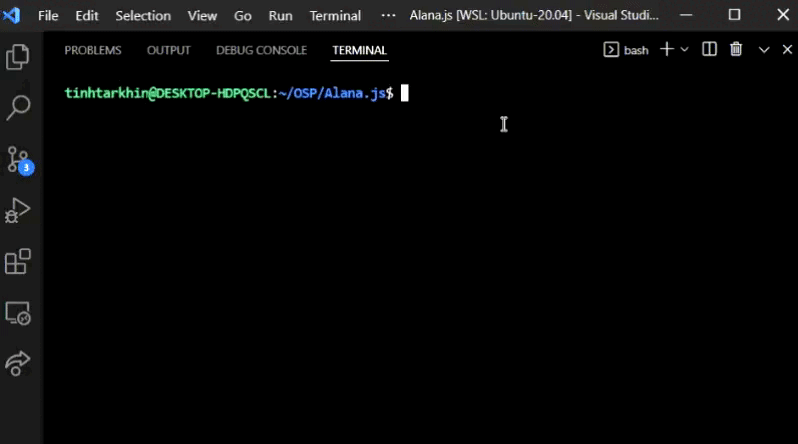 File Edit Selection View Go Run Terminal ··· Alana.js [WSL: Ubuntu-20.04] - Visual Studi...
PROBLEMS OUTPUT DEBUG CONSOLE TERMINAL bash
tinhtarkhin@DESKTOP-HDPQSCL:~/OSP/Alana.js$
3